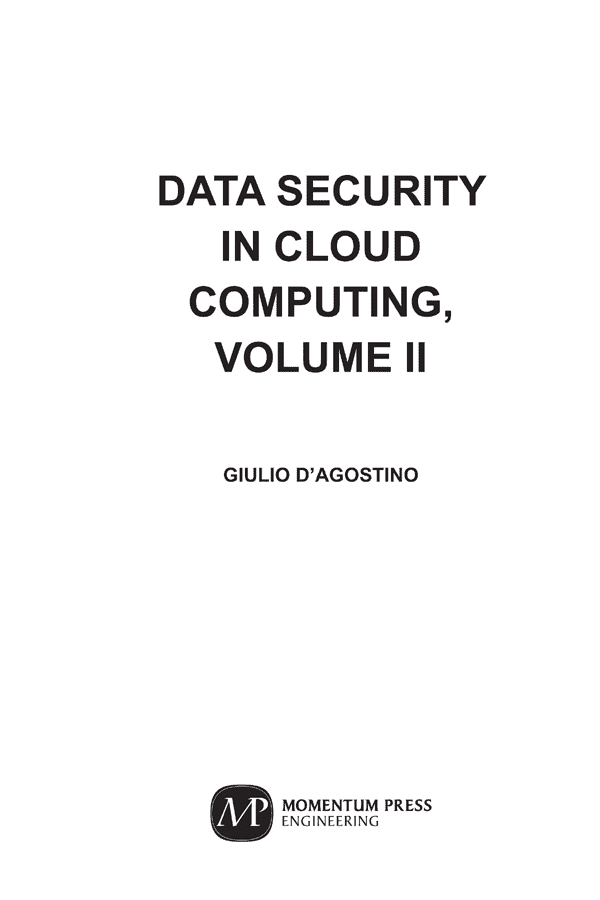 DATA SECURITY
IN CLOUD
COMPUTING,
VOLUME II
GIULIO D’AGOSTINO
MP
MOMENTUM PRESS
ENGINEERING